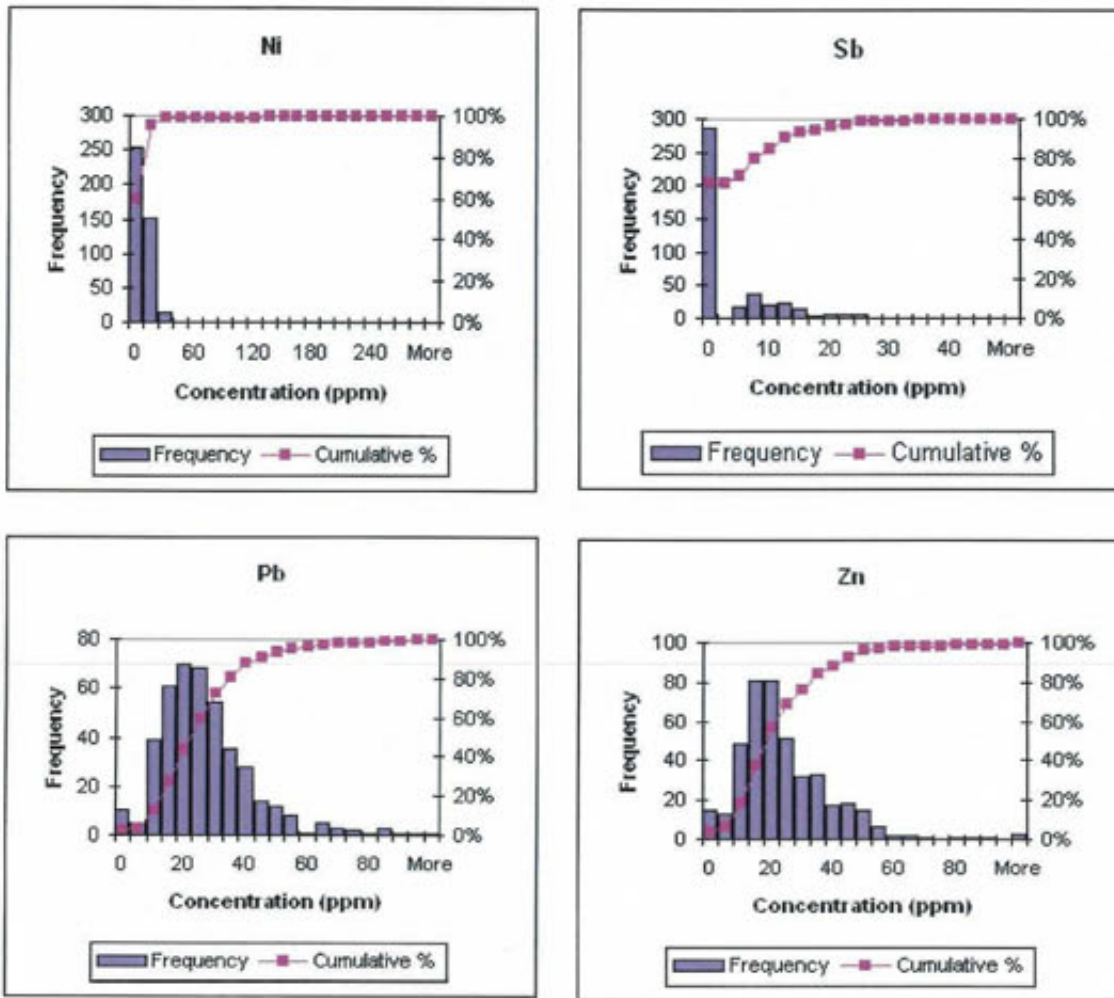 Ni
300
250
200
150
100
50
0
100%
80%
60%
40%
20%
0%
Frequency
0 60 120 180 240 More
Concentration (ppm)
Frequency Cumulative %
Sb
300
250
200
150
100
50
0
100%
80%
60%
40%
20%
0%
Frequency
0 10 20 30 40 More
Concentration (ppm)
Frequency Cumulative %
Pb
80
60
40
20
0
100%
80%
60%
40%
20%
0%
Frequency
0 20 40 60 80 More
Concentration (ppm)
Frequency Cumulative %
Zn
100
80
60
40
20
0
100%
80%
60%
40%
20%
0%
Frequency
0 20 40 60 80 More
Concentration (ppm)
Frequency Cumulative %